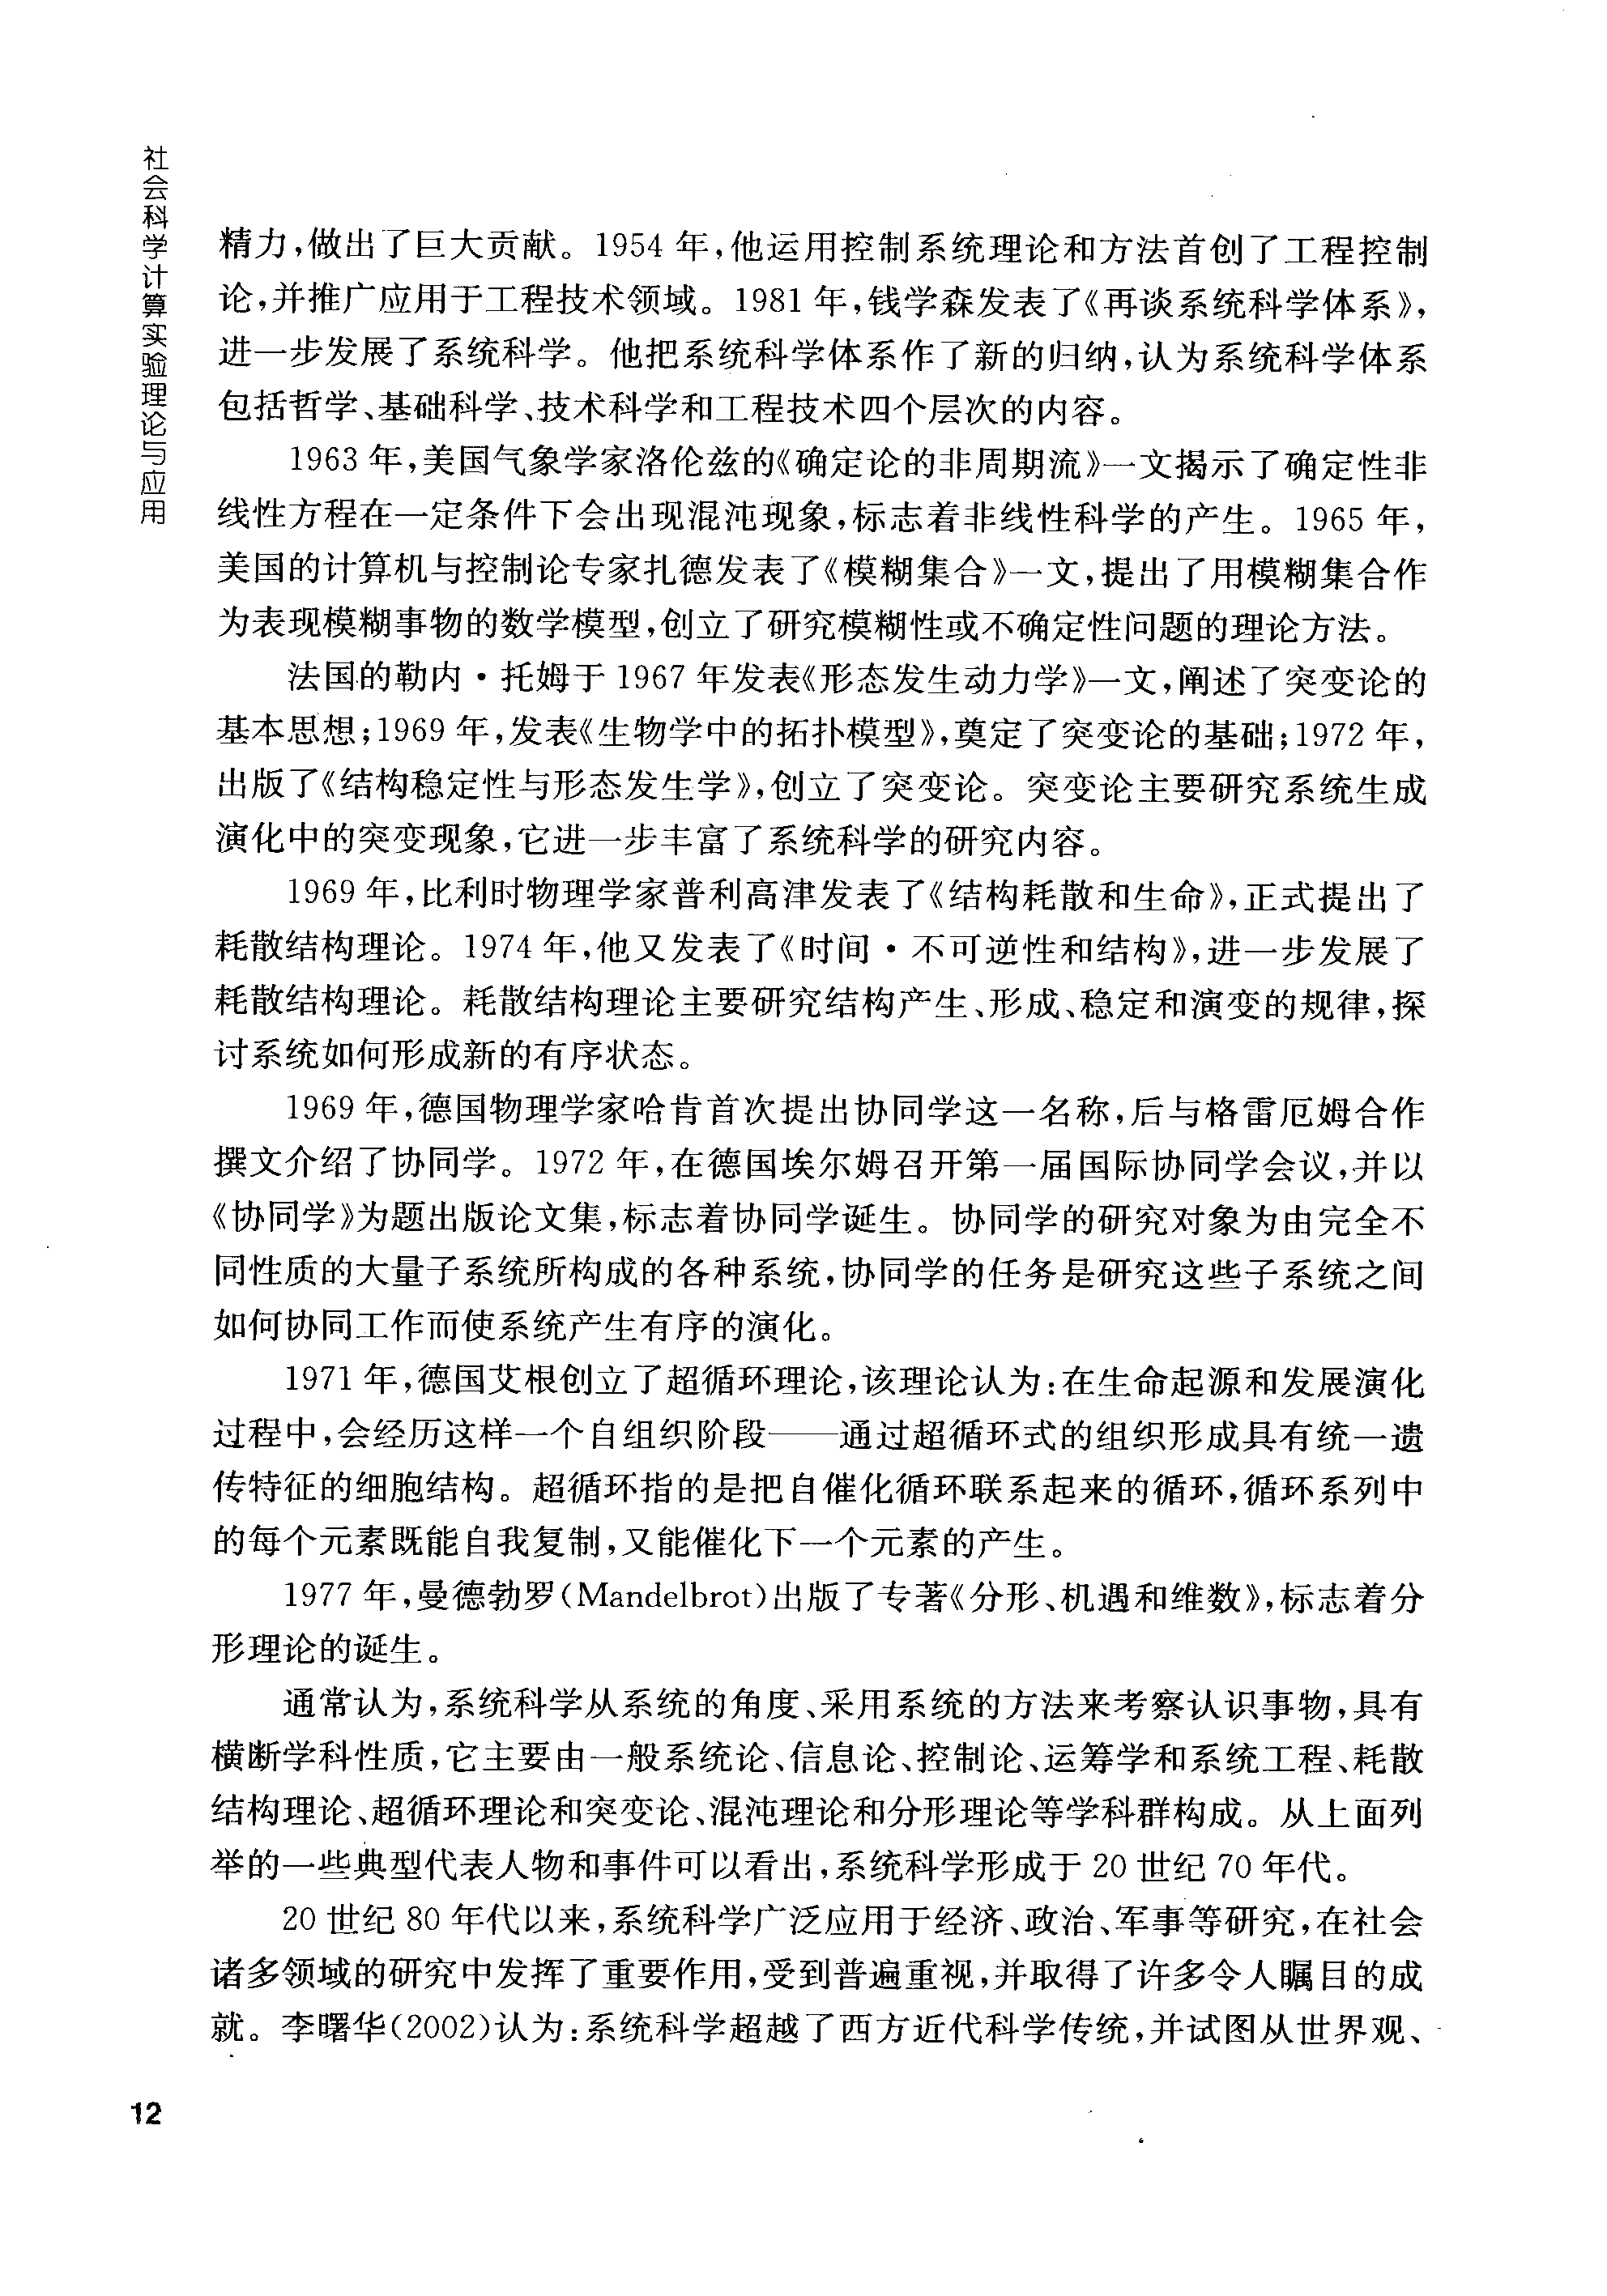 社会科学计算实验理论与应用
精力,做出了巨大贡献。1954 年,他运用控制系统理论和方法首创了工程控制
论,并推广应用于工程技术领域。1981 年,钱学森发表了《再谈系统科学体系》,
进一步发展了系统科学。他把系统科学体系作了新的归纳,认为系统科学体系
包括哲学、基础科学、技术科学和工程技术四个层次的内容。
1963 年,美国气象学家洛伦兹的《确定论的非周期流》一文揭示了确定性非
线性方程在一定条件下会出现混沌现象,标志着非线性科学的产生。1965 年,
美国的计算机与控制论专家扎德发表了《模糊集合》一文,提出了用模糊集合作
为表现模糊事物的数学模型,创立了研究模糊性或不确定性问题的理论方法。
法国的勒内·托姆于 1967 年发表《形态发生动力学》一文,阐述了突变论的
基本思想;1969 年,发表《生物学中的拓扑模型》,奠定了突变论的基础;1972 年,
出版了《结构稳定性与形态发生学》,创立了突变论。突变论主要研究系统生成
演化中的突变现象,它进一步丰富了系统科学的研究内容。
1969 年,比利时物理学家普利高津发表了《结构耗散和生命》,正式提出了
耗散结构理论。1974 年,他又发表了《时间·不可逆性和结构》,进一步发展了
耗散结构理论。耗散结构理论主要研究结构产生、形成、稳定和演变的规律,探
讨系统如何形成新的有序状态。
1969 年,德国物理学家哈肯首次提出协同学这一名称,后与格雷厄姆合作
撰文介绍了协同学。1972 年,在德国埃尔姆召开第一届国际协同学会议,并以
《协同学》为题出版论文集,标志着协同学诞生。协同学的研究对象为由完全不
同性质的大量子系统所构成的各种系统,协同学的任务是研究这些子系统之间
如何协同工作而使系统产生有序的演化。
1971 年,德国艾根创立了超循环理论,该理论认为:在生命起源和发展演化
过程中,会经历这样一个自组织阶段——通过超循环式的组织形成具有统一遗
传特征的细胞结构。超循环指的是把自催化循环联系起来的循环,循环系列中
的每个元素既能自我复制,又能催化下一个元素的产生。
1977 年,曼德勃罗(Mandelbrot)出版了专著《分形、机遇和维数》,标志着分
形理论的诞生。
通常认为,系统科学从系统的角度、采用系统的方法来考察认识事物,具有
横断学科性质,它主要由一般系统论、信息论、控制论、运筹学和系统工程、耗散
结构理论、超循环理论和突变论、混沌理论和分形理论等学科群构成。从上面列
举的一些典型代表人物和事件可以看出,系统科学形成于 20 世纪 70 年代。
20 世纪 80 年代以来,系统科学广泛应用于经济、政治、军事等研究,在社会
诸多领域的研究中发挥了重要作用,受到普遍重视,并取得了许多令人瞩目的成
就。李曙华(2002)认为:系统科学超越了西方近代科学传统,并试图从世界观、
12